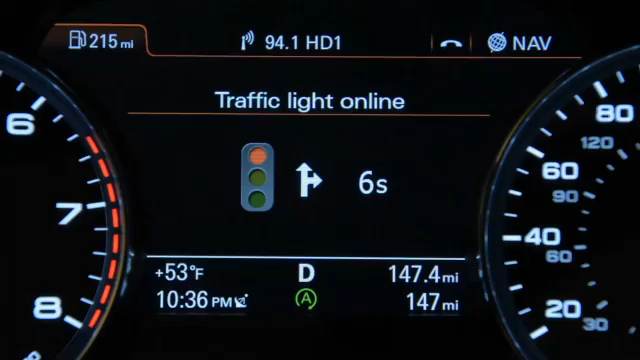 215 mi
94.1 HD1
NAV
Traffic light online
6s
+53°F
D
147.4 mi
10:36 PM
A
147 mi
6
7
8
80
120
60
90
40
60
20
30